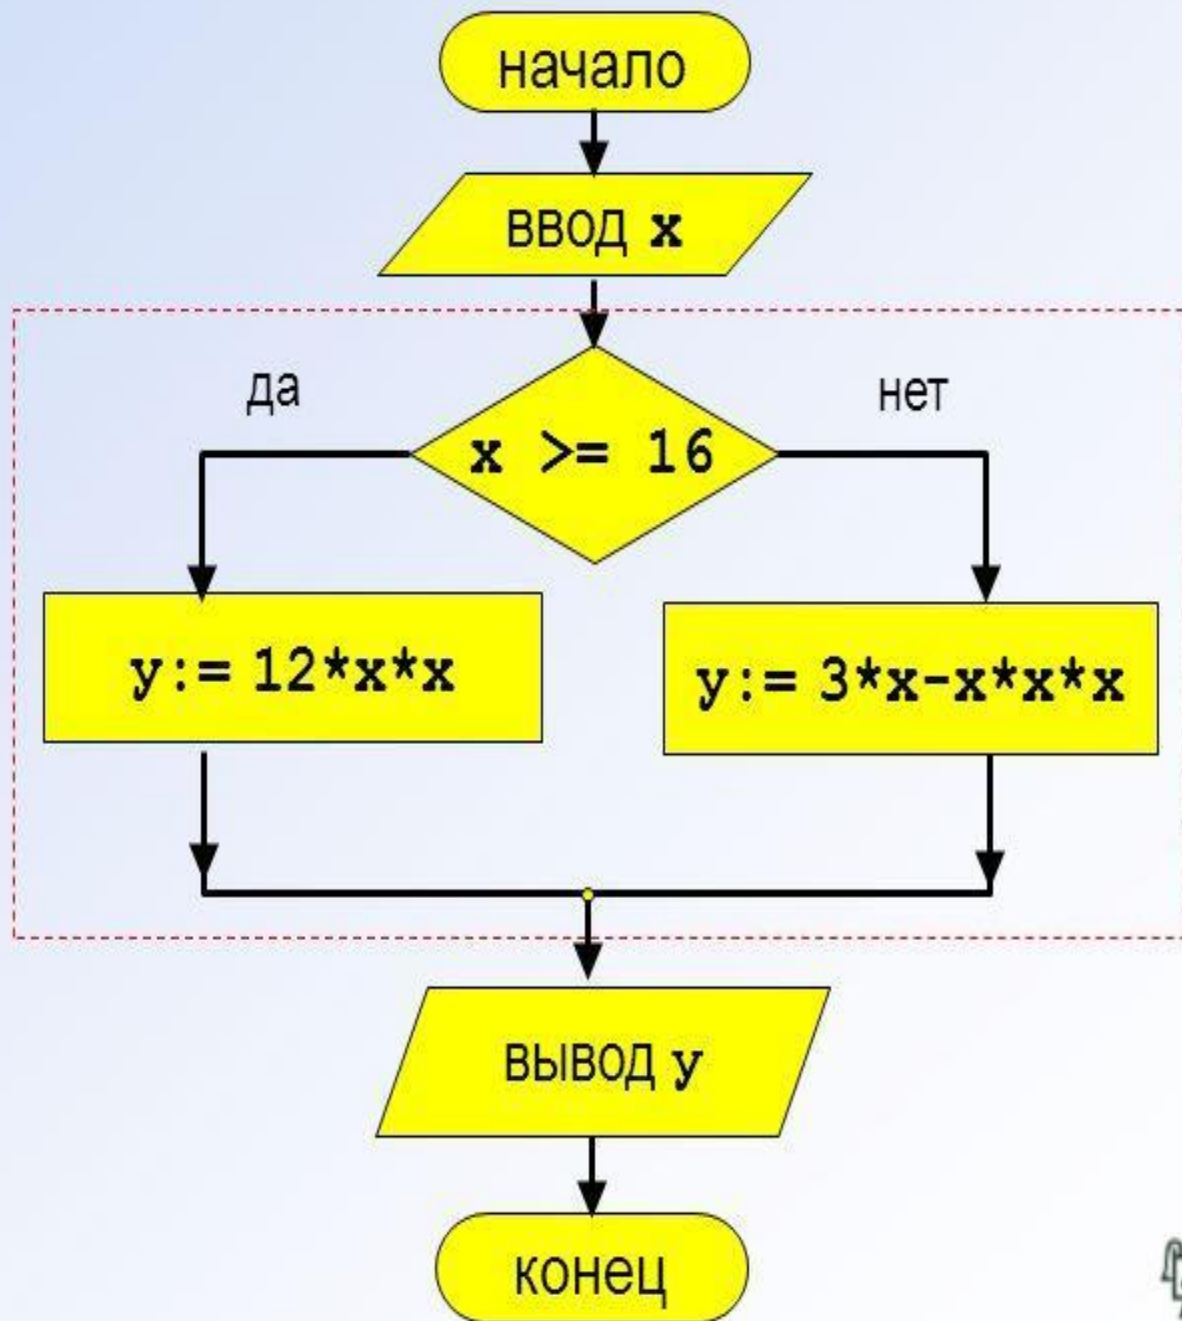 начало
ввод x
да
нет
x >= 16
y:= 12*x*x
y:= 3*x-x*x*x
вывод y
конец